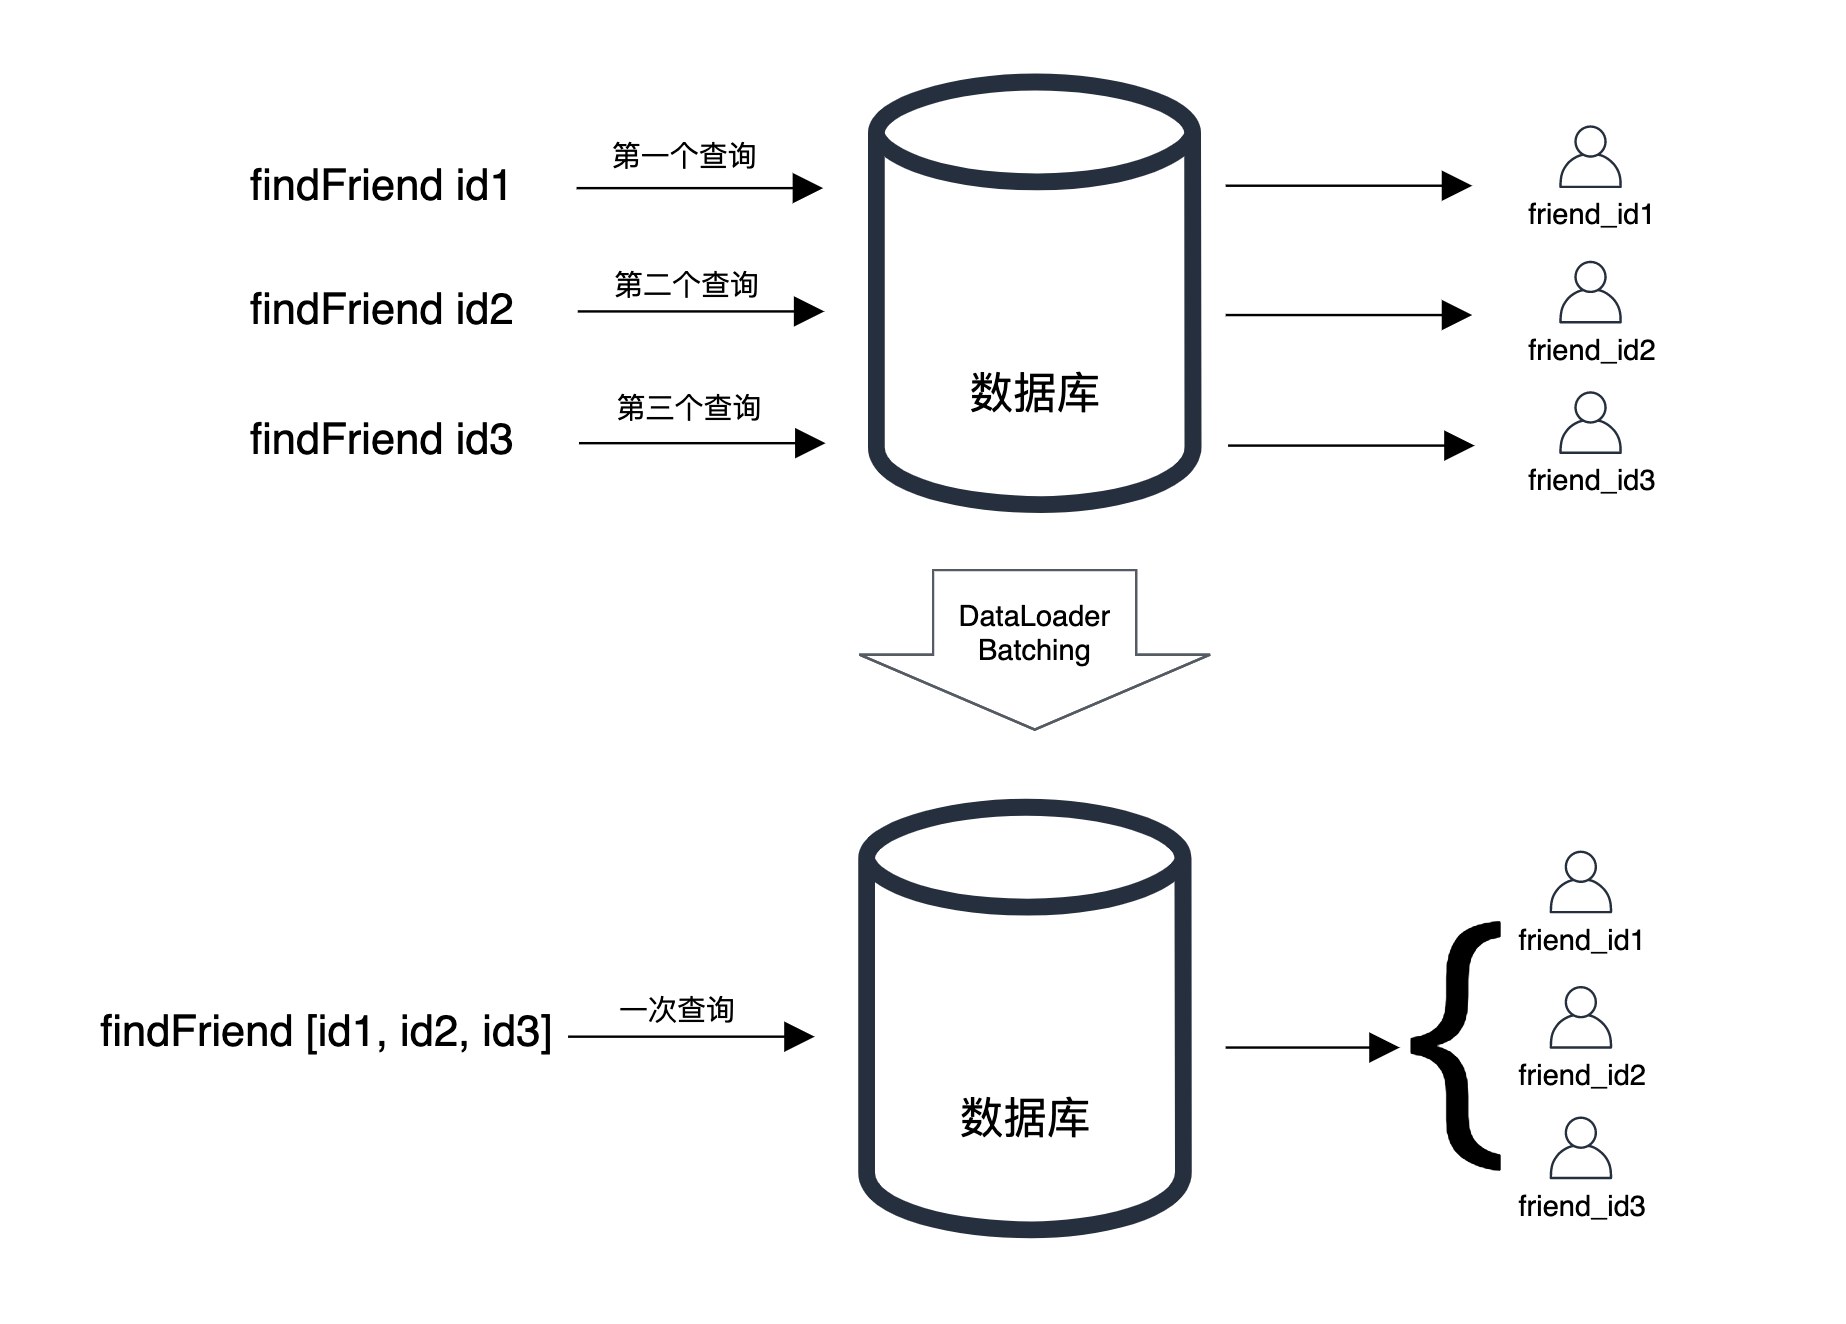 findFriend id1
第一个查询
friend_id1
findFriend id2
第二个查询
friend_id2
findFriend id3
第三个查询
数据库
friend_id3
DataLoader
Batching
findFriend [id1, id2, id3]
一次查询
数据库
friend_id1
friend_id2
friend_id3